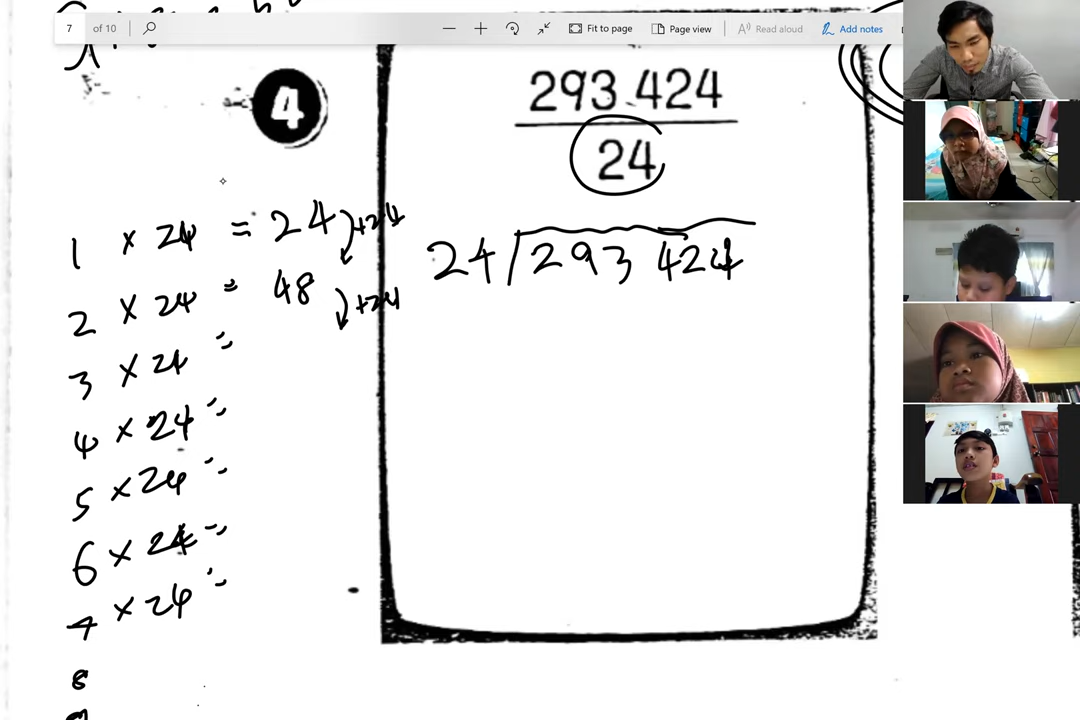 7 of 10
Fit to page
Page view
Read aloud
Add notes
4
293 424
24
1 × 24 = 24 +24
2 × 24 = 48 +24
3 × 24 =
4 × 24 =
5 × 24 =
6 × 24 =
7 × 24 =
8
24 293 424